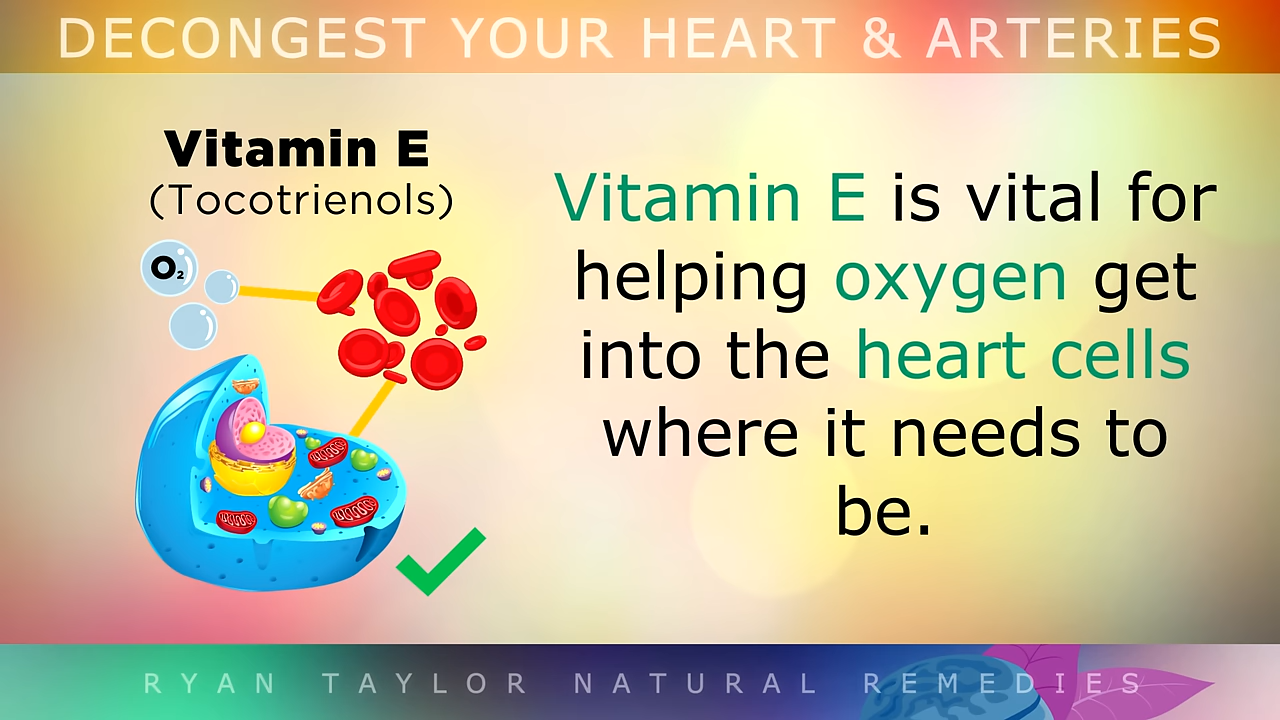 DECONGEST YOUR HEART & ARTERIES
Vitamin E
(Tocotrienols)
O₂
Vitamin E is vital for
helping oxygen get
into the heart cells
where it needs to
be.
RYAN TAYLOR NATURAL REMEDIES